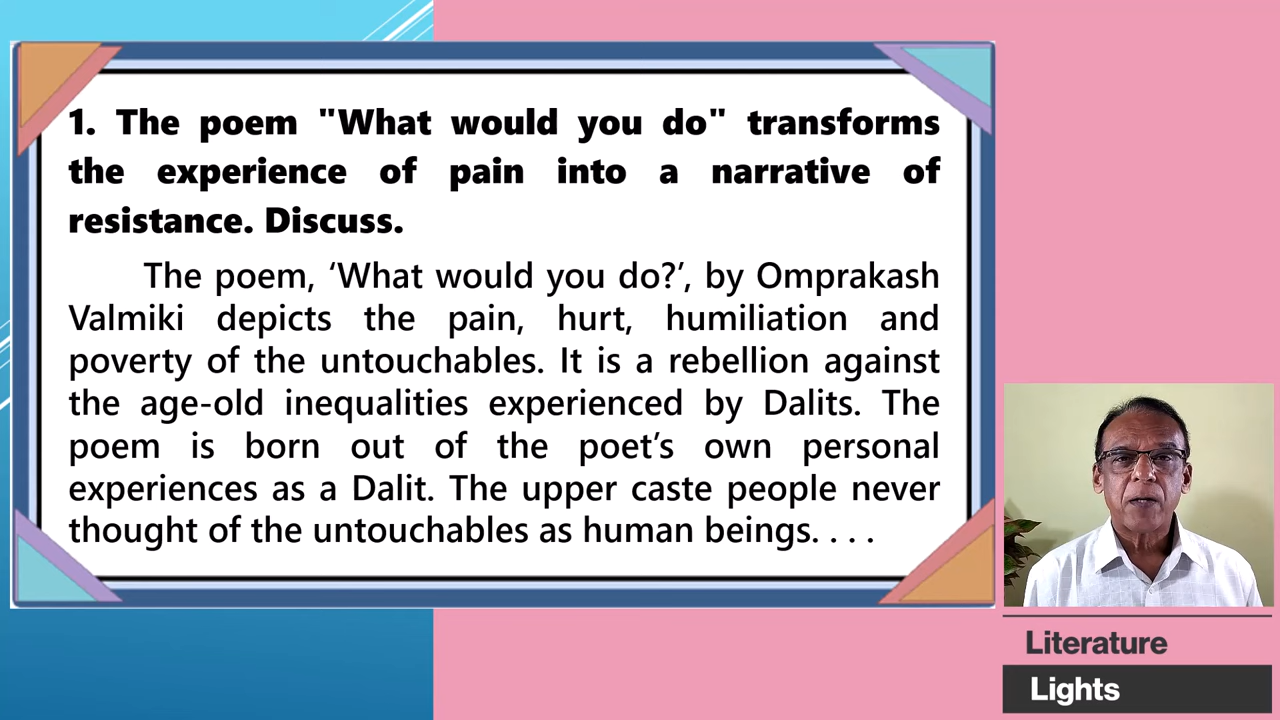 1. The poem "What would you do" transforms
the experience of pain into a narrative of
resistance. Discuss.
The poem, ‘What would you do?’, by Omprakash
Valmiki depicts the pain, hurt, humiliation and
poverty of the untouchables. It is a rebellion against
the age-old inequalities experienced by Dalits. The
poem is born out of the poet’s own personal
experiences as a Dalit. The upper caste people never
thought of the untouchables as human beings. . . .
Literature
Lights